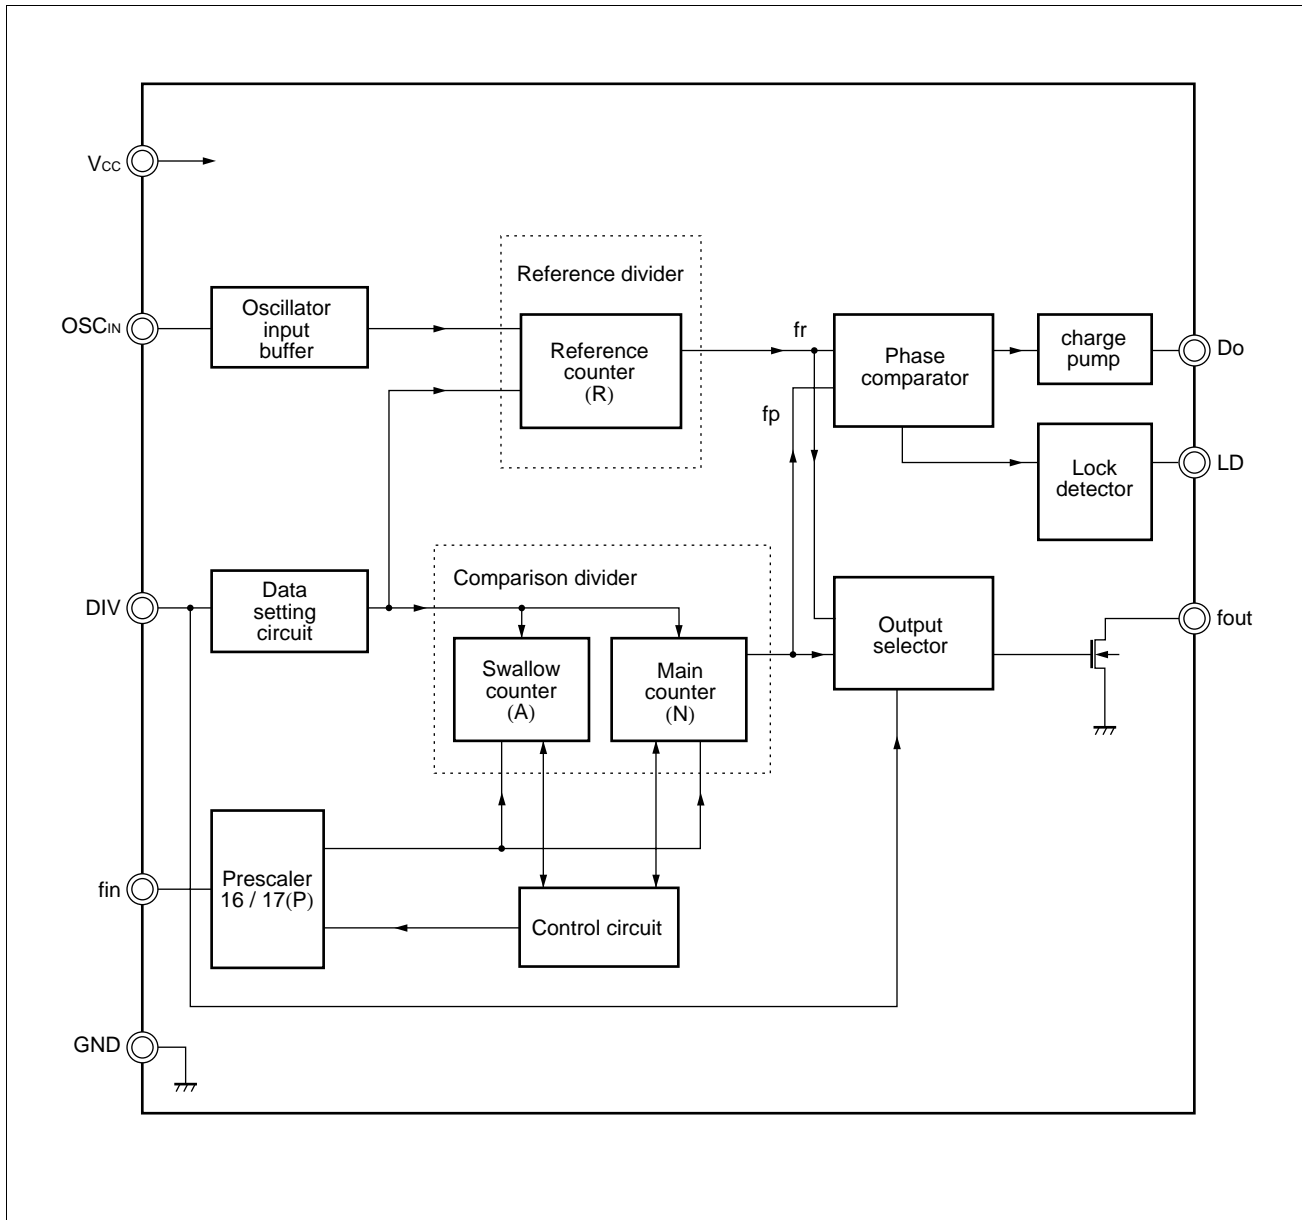 VCC
Reference divider
OSCIN
Oscillator
input
buffer
Reference
counter
(R)
fr
Phase
comparator
charge
pump
Do
fp
Lock
detector
LD
Comparison divider
DIV
Data
setting
circuit
Swallow
counter
(A)
Main
counter
(N)
Output
selector
fout
fin
Prescaler
16 / 17(P)
Control circuit
GND